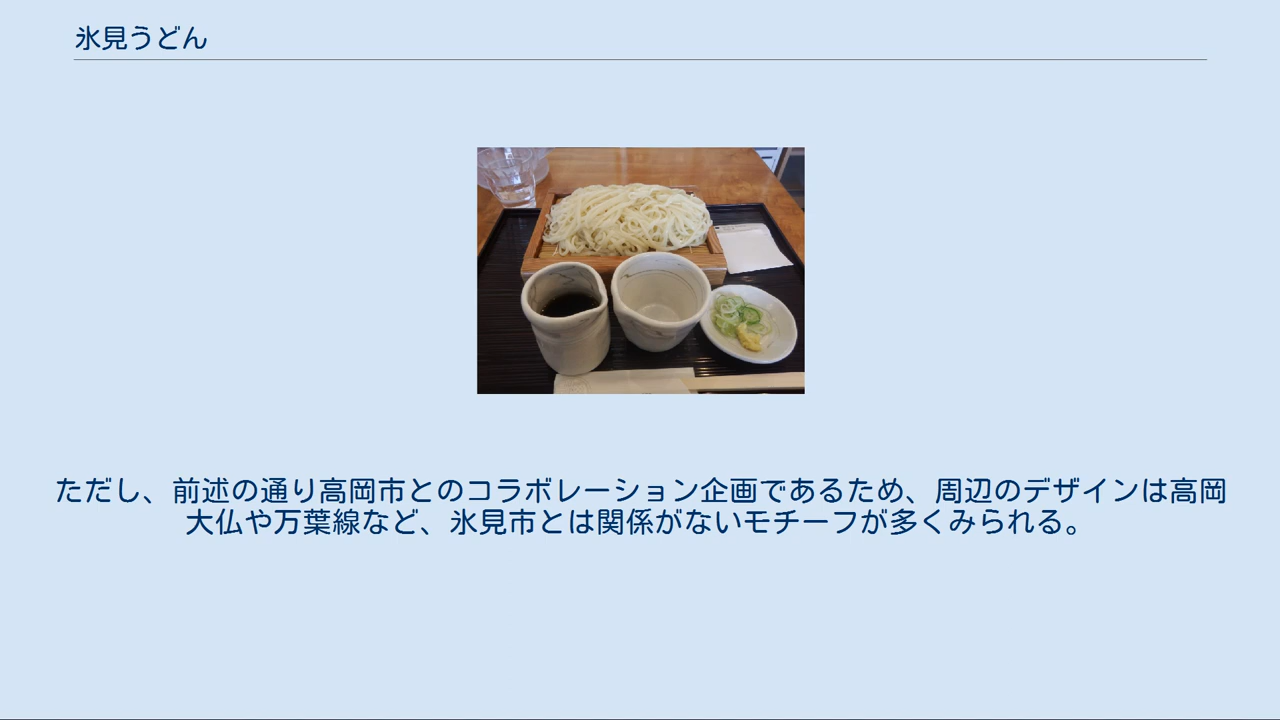 氷見うどん
ただし、前述の通り高岡市とのコラボレーション企画であるため、周辺のデザインは高岡
大仏や万葉線など、氷見市とは関係がないモチーフが多くみられる。